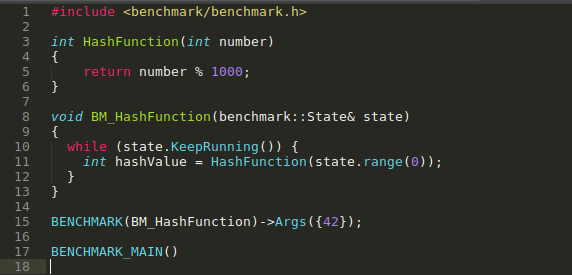 1 #include <benchmark/benchmark.h>
2
3 int HashFunction(int number)
4 {
5     return number % 1000;
6 }
7
8 void BM_HashFunction(benchmark::State& state)
9 {
10   while (state.KeepRunning()) {
11     int hashValue = HashFunction(state.range(0));
12   }
13 }
14
15 BENCHMARK(BM_HashFunction)->Args({42});
16
17 BENCHMARK_MAIN()
18